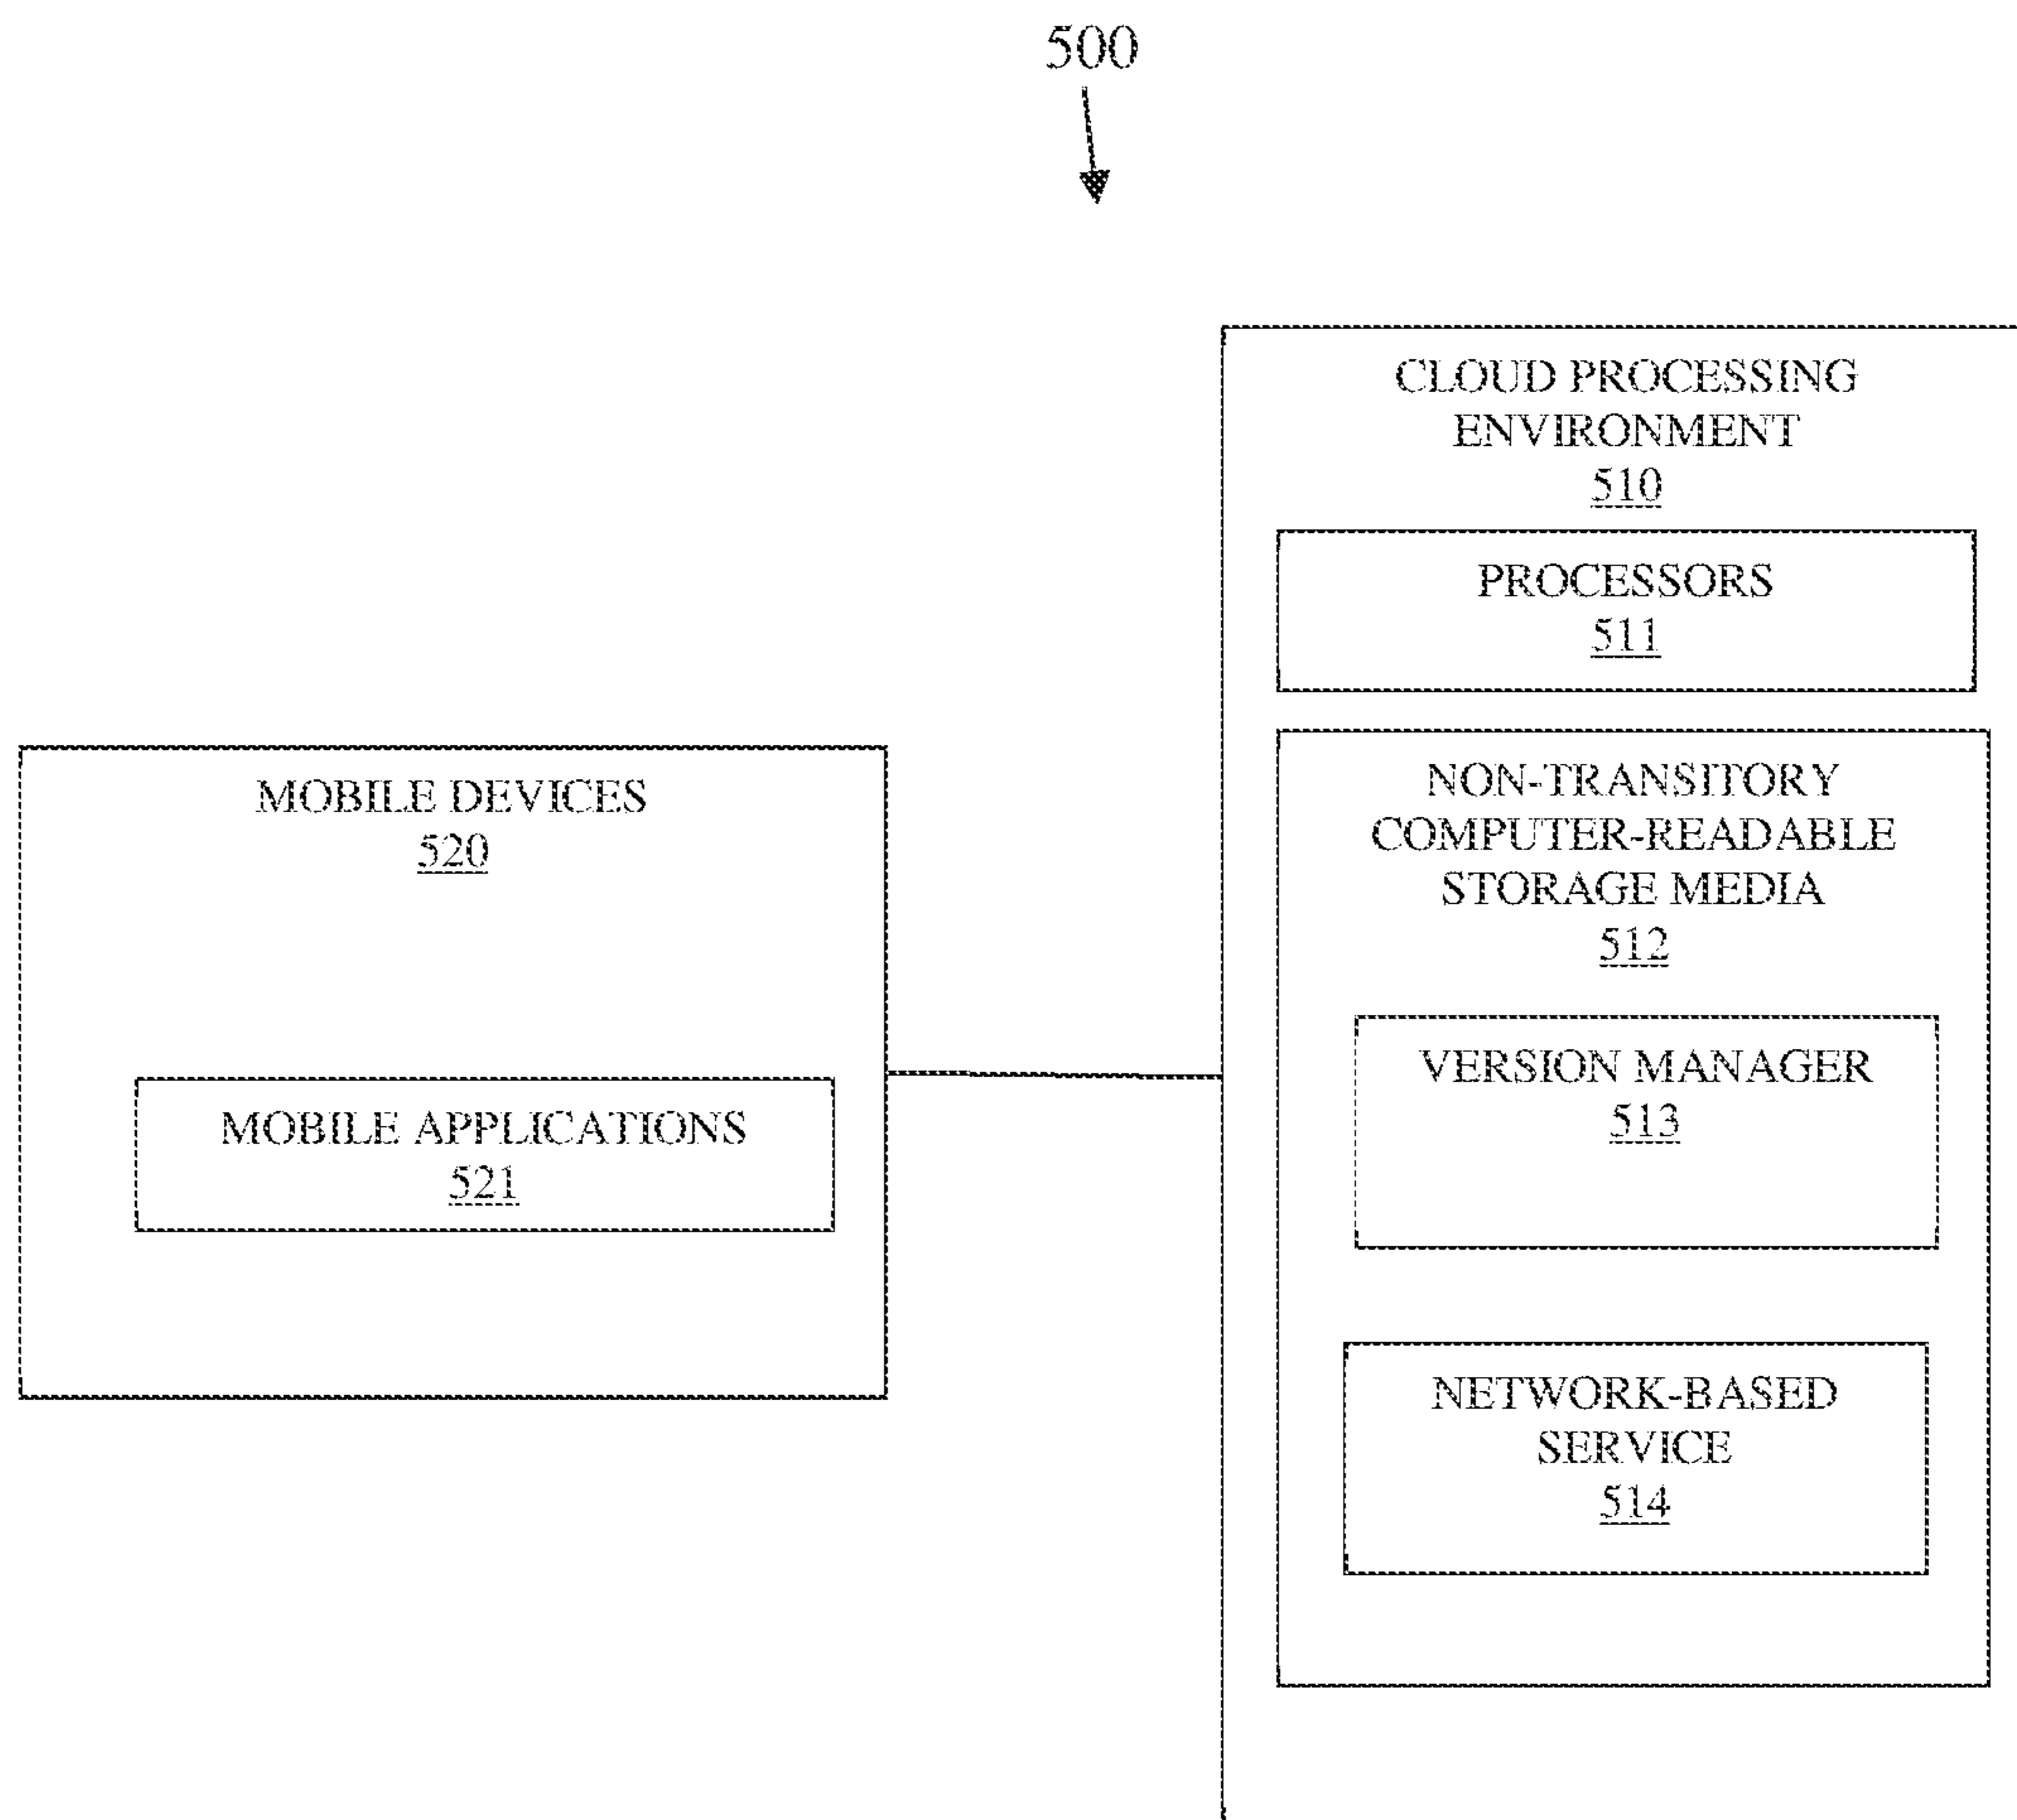 500
CLOUD PROCESSING
ENVIRONMENT
510
PROCESSORS
511
MOBILE DEVICES
520
MOBILE APPLICATIONS
521
NON-TRANSITORY
COMPUTER-READABLE
STORAGE MEDIA
512
VERSION MANAGER
513
NETWORK-BASED
SERVICE
514